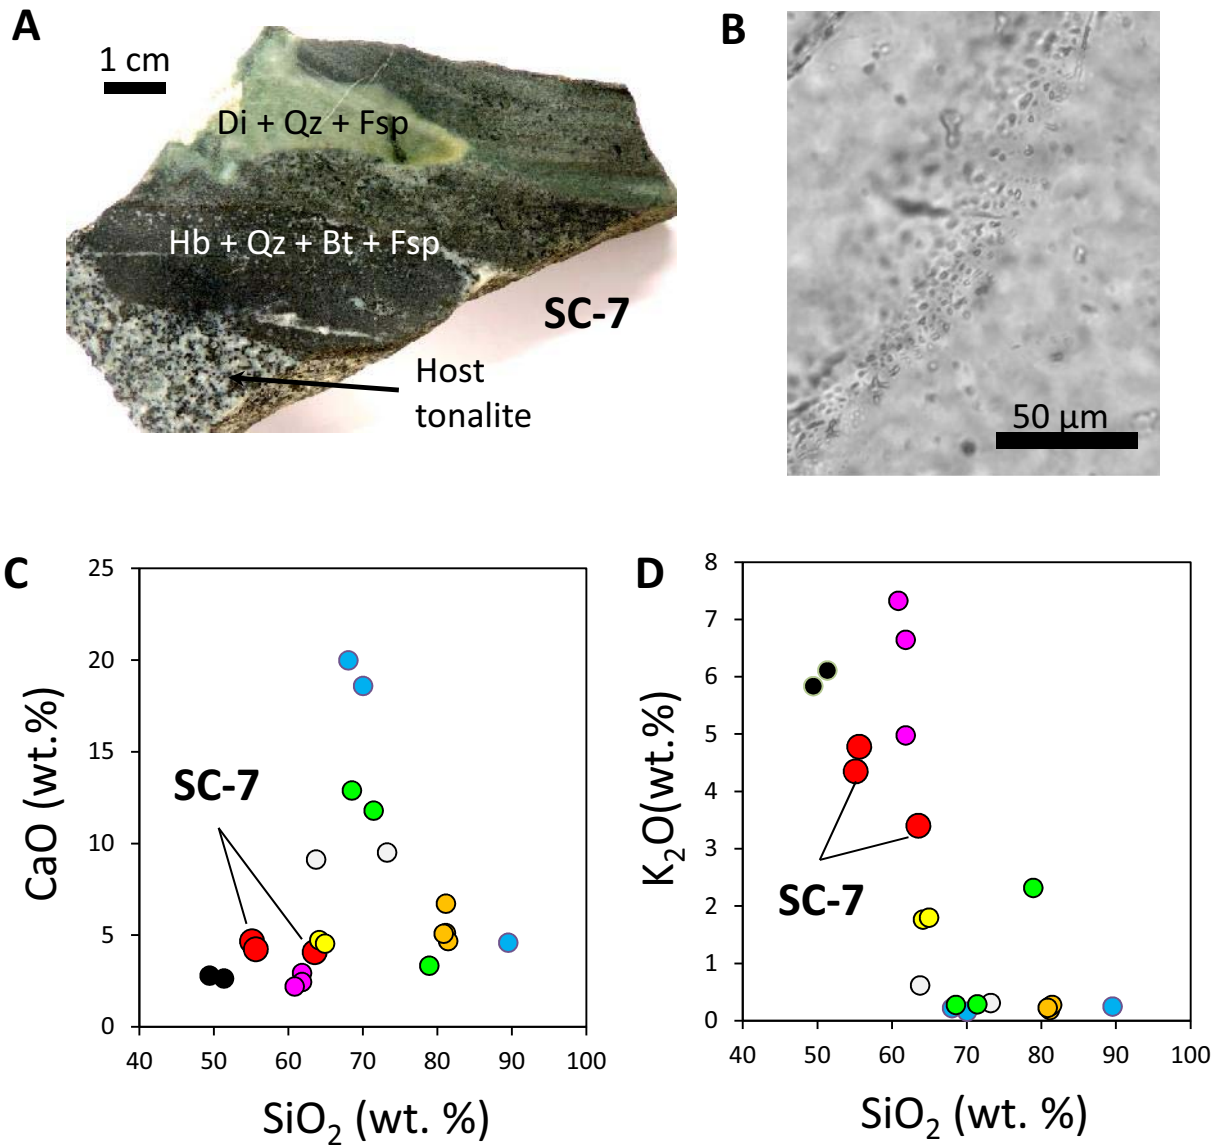 A
1 cm
Di + Qz + Fsp
Hb + Qz + Bt + Fsp
SC-7
Host
tonalite
B
50 µm
C
25
20
15
10
5
0
CaO (wt.%)
SC-7
40 50 60 70 80 90 100
SiO₂ (wt. %)
D
8
7
6
5
4
3
2
1
0
K₂O(wt.%)
SC-7
40 50 60 70 80 90 100
SiO₂ (wt. %)